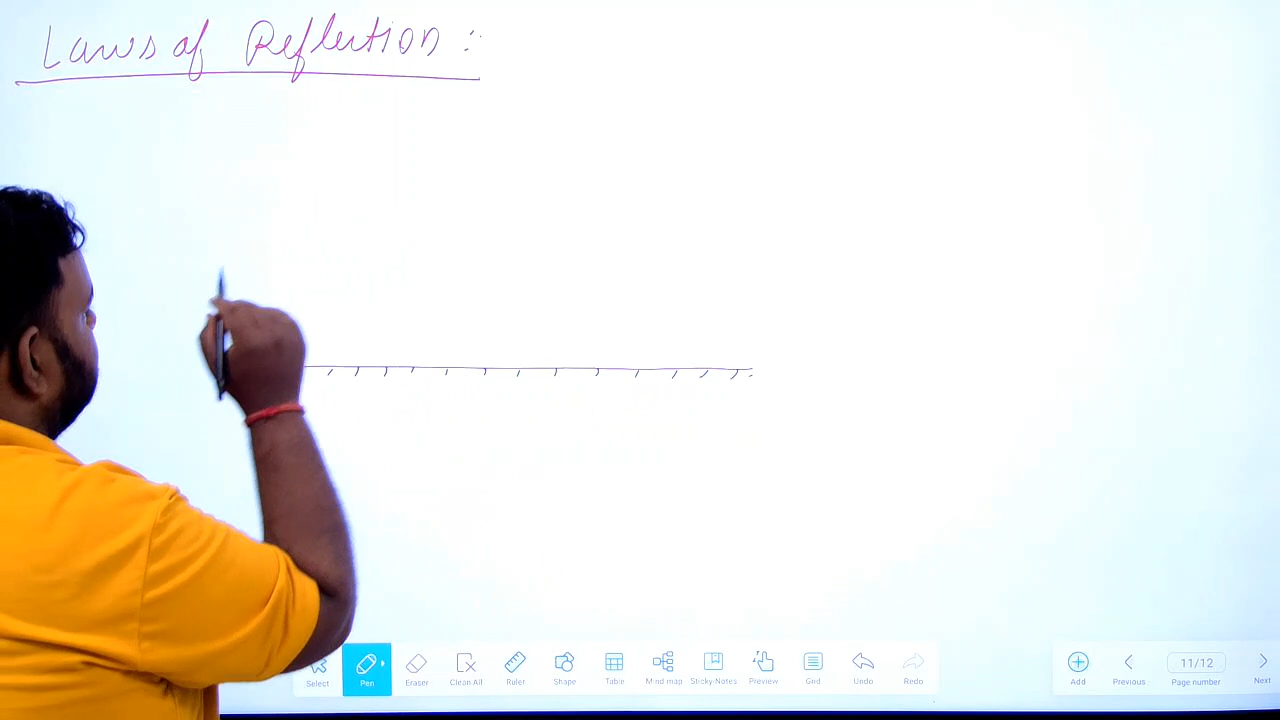 Laws of Reflection :-
Select
Pen
Eraser
Clean All
Ruler
Shape
Table
Mind map
Sticky-Notes
Preview
Grid
Undo
Redo
Add
Previous
11/12
Page number
Next